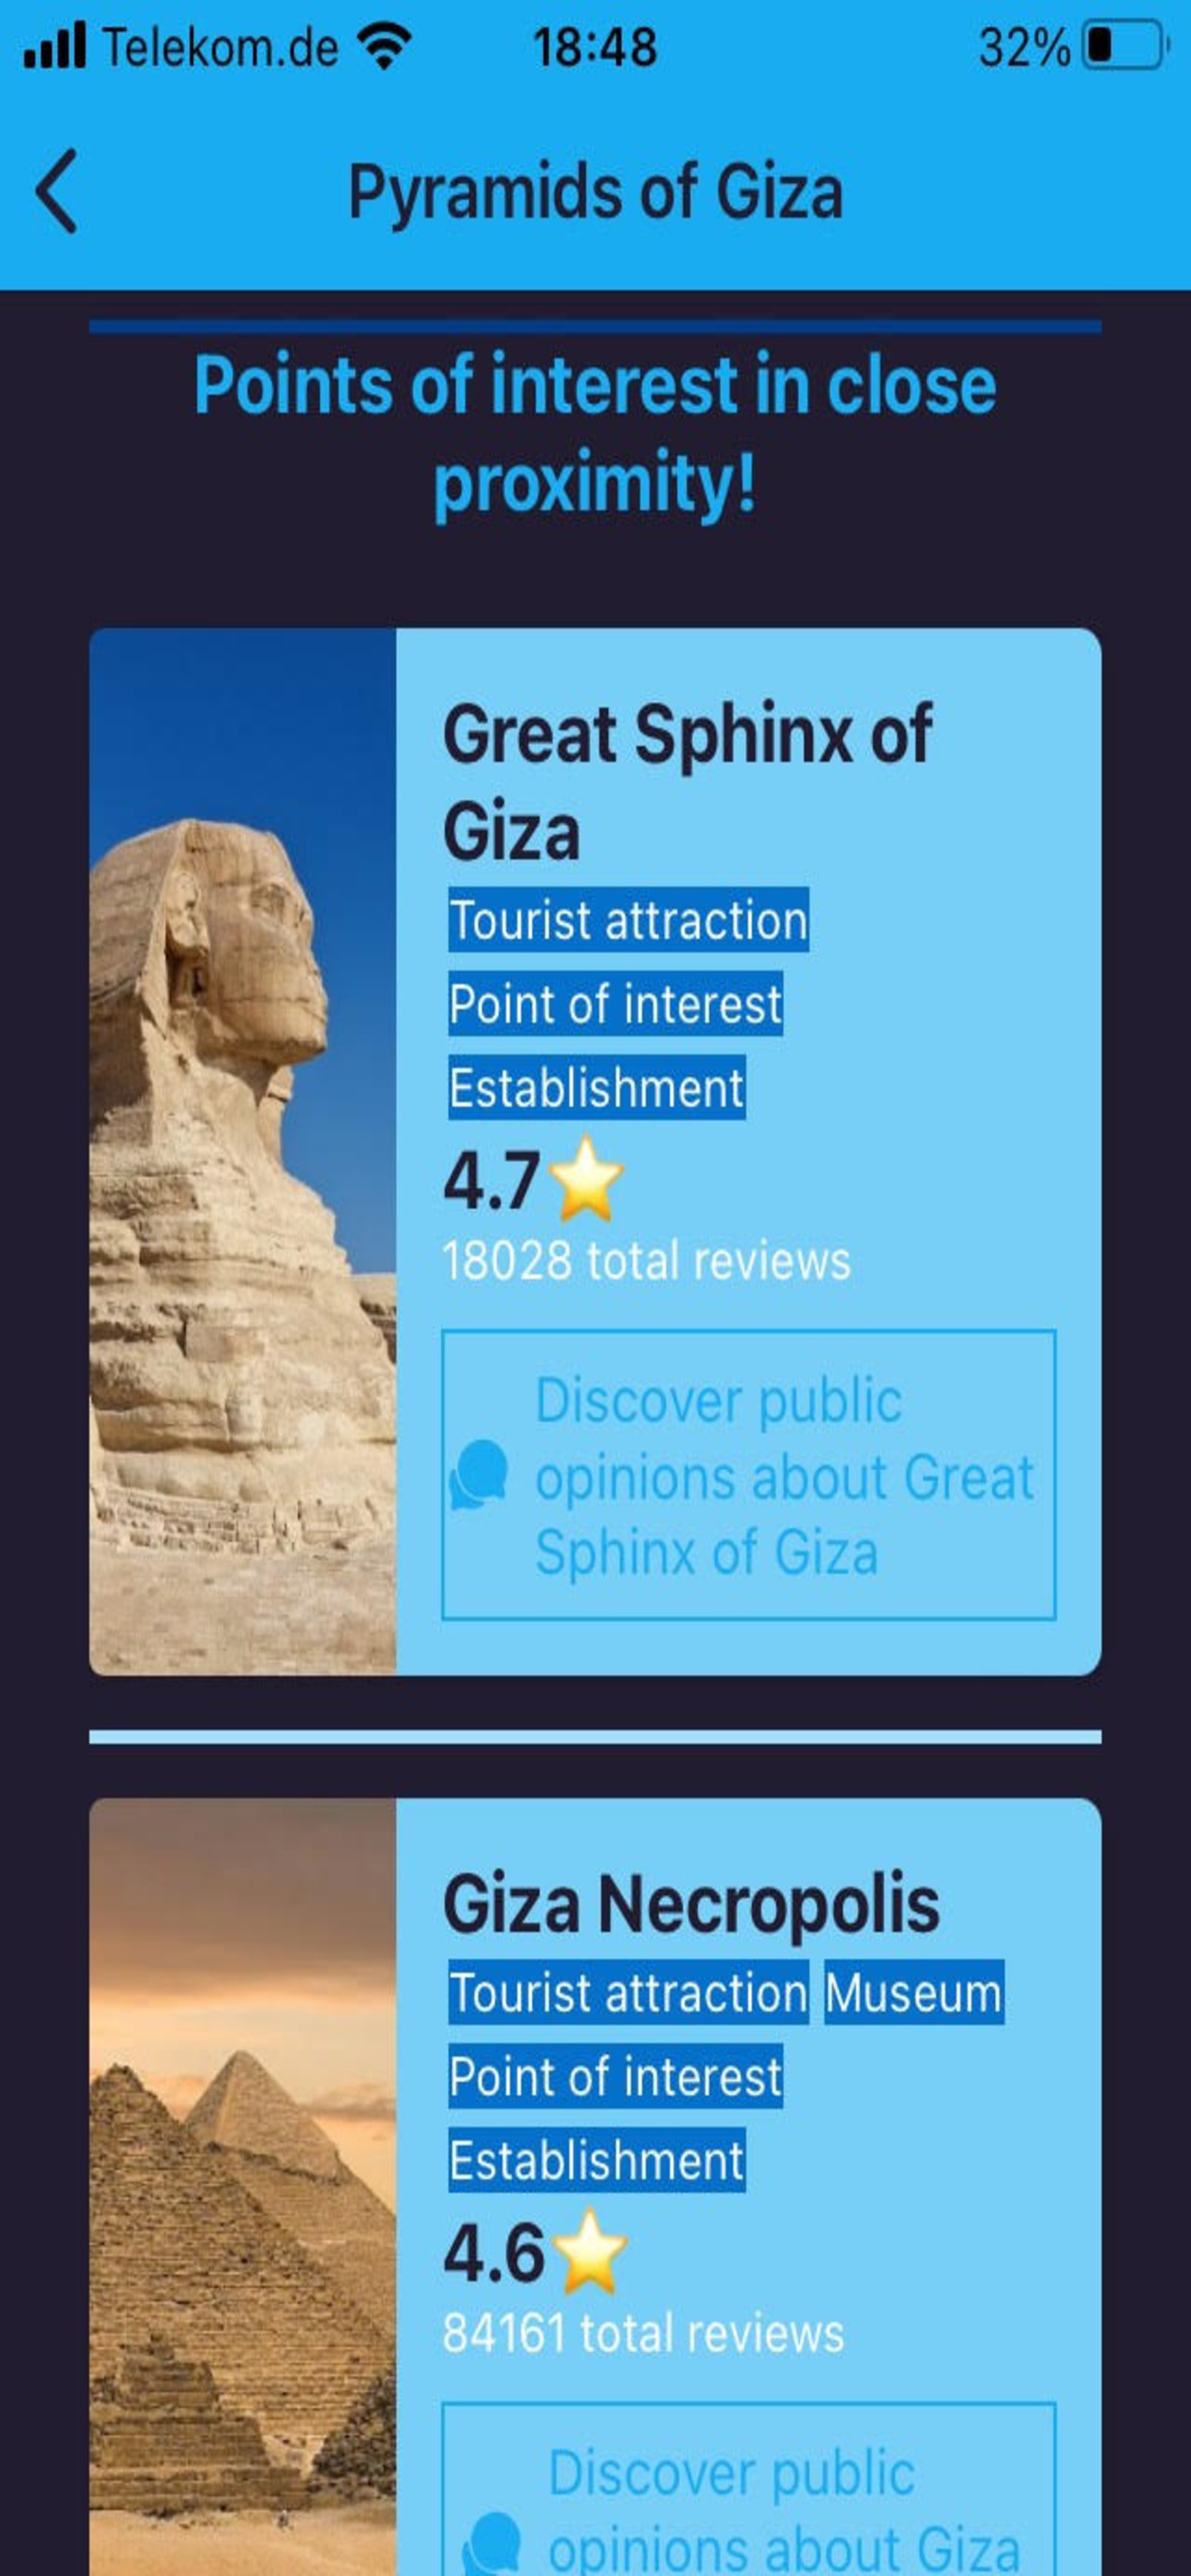 Telekom.de 18:48 32%
Pyramids of Giza
Points of interest in close
proximity!
Great Sphinx of
Giza
Tourist attraction
Point of interest
Establishment
4.7⭐
18028 total reviews
Discover public
opinions about Great
Sphinx of Giza
Giza Necropolis
Tourist attraction Museum
Point of interest
Establishment
4.6⭐
84161 total reviews
Discover public
opinions about Giza